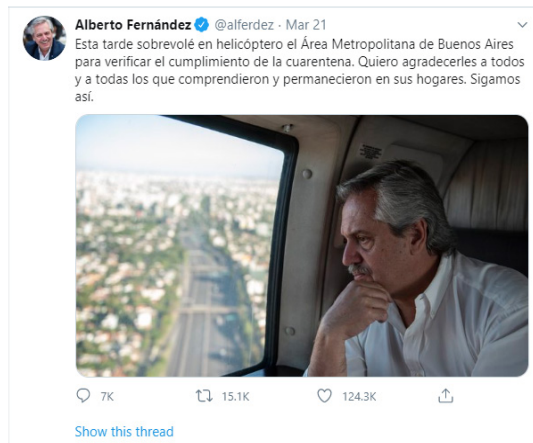 Alberto Fernández @alferdez · Mar 21
Esta tarde sobrevolé en helicóptero el Área Metropolitana de Buenos Aires
para verificar el cumplimiento de la cuarentena. Quiero agradecerles a todos
y a todas los que comprendieron y permanecieron en sus hogares. Sigamos
así.
7K 15.1K 124.3K
Show this thread